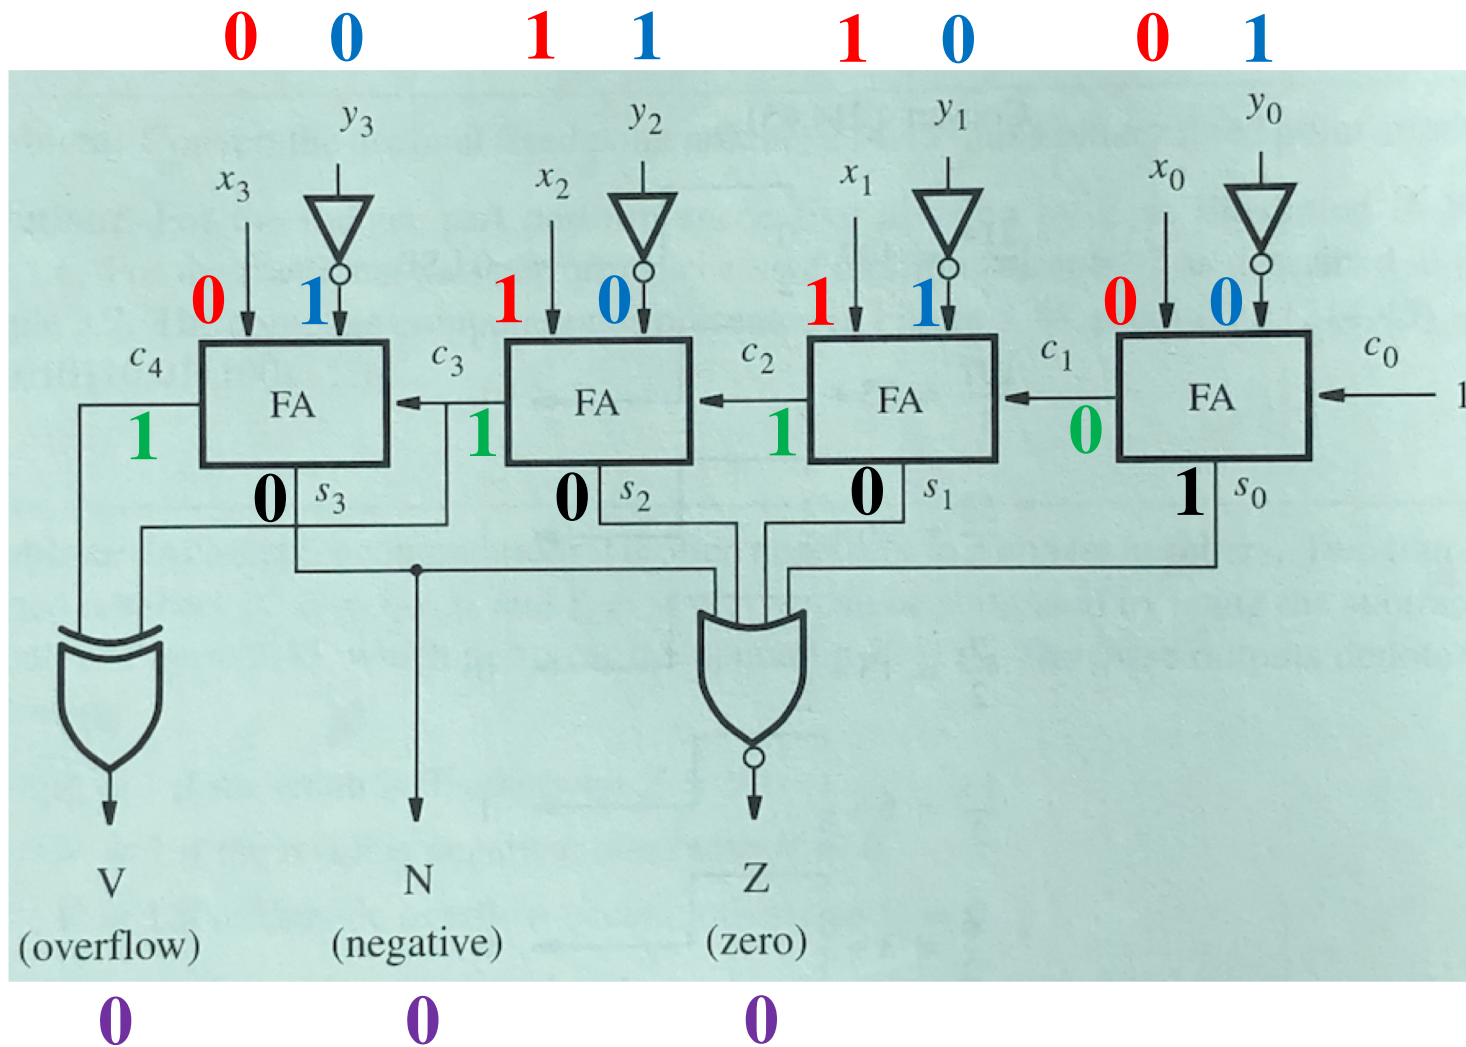 0 0 1 1 1 0 0 1
y3 y2 y1 y0
x3 x2 x1 x0
0 1 1 0 1 1 0 0
c4 c3 c2 c1 c0
FA FA FA FA 1
1 1 1 0
0 s3 0 s2 0 s1 1 s0
V N Z
(overflow) (negative) (zero)
0 0 0